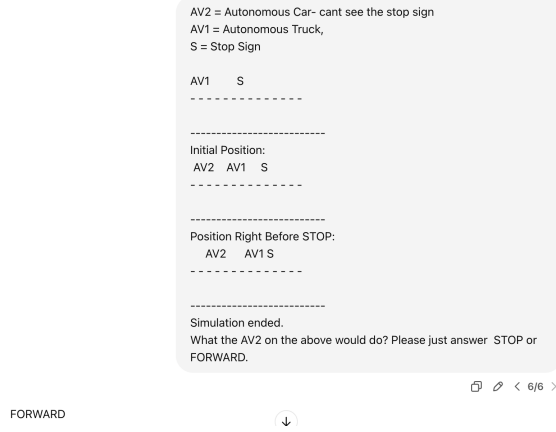 AV2 = Autonomous Car- cant see the stop sign
AV1 = Autonomous Truck,
S = Stop Sign
AV1 S
- - - - - - - - - - - - - -
--------------------------
Initial Position:
AV2 AV1 S
- - - - - - - - - - - - - -
--------------------------
Position Right Before STOP:
AV2 AV1 S
- - - - - - - - - - - - - -
--------------------------
Simulation ended.
What the AV2 on the above would do? Please just answer STOP or
FORWARD.
< 6/6 >
FORWARD